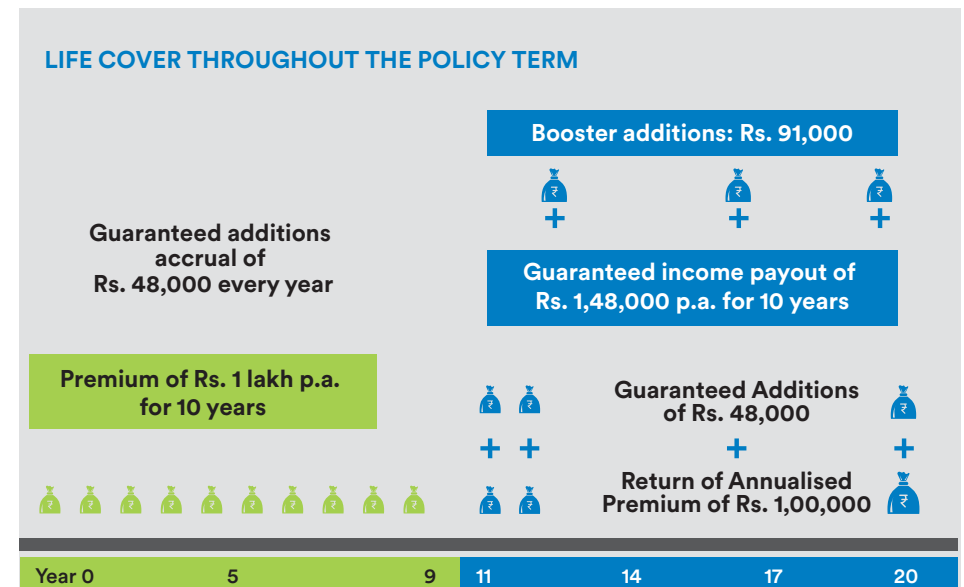 LIFE COVER THROUGHOUT THE POLICY TERM
Booster additions: Rs. 91,000
Guaranteed additions
accrual of
Rs. 48,000 every year
Guaranteed income payout of
Rs. 1,48,000 p.a. for 10 years
Premium of Rs. 1 lakh p.a.
for 10 years
Guaranteed Additions
of Rs. 48,000
+
Return of Annualised
Premium of Rs. 1,00,000
Year 0 5 9 11 14 17 20